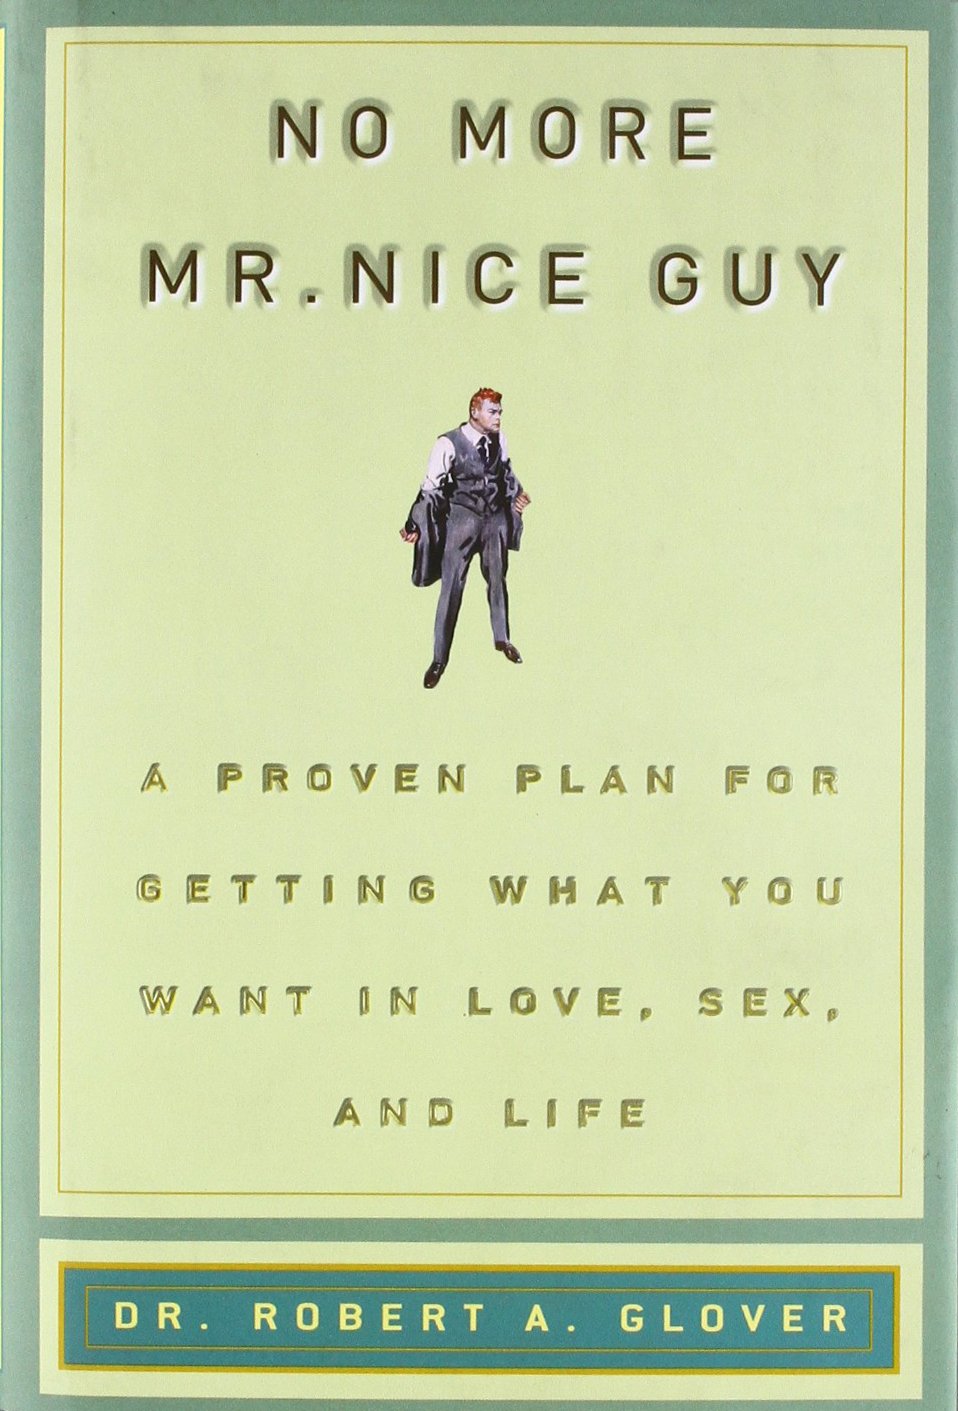 NO MORE
MR. NICE GUY
A PROVEN PLAN FOR
GETTING WHAT YOU
WANT IN LOVE, SEX,
AND LIFE
DR. ROBERT A. GLOVER